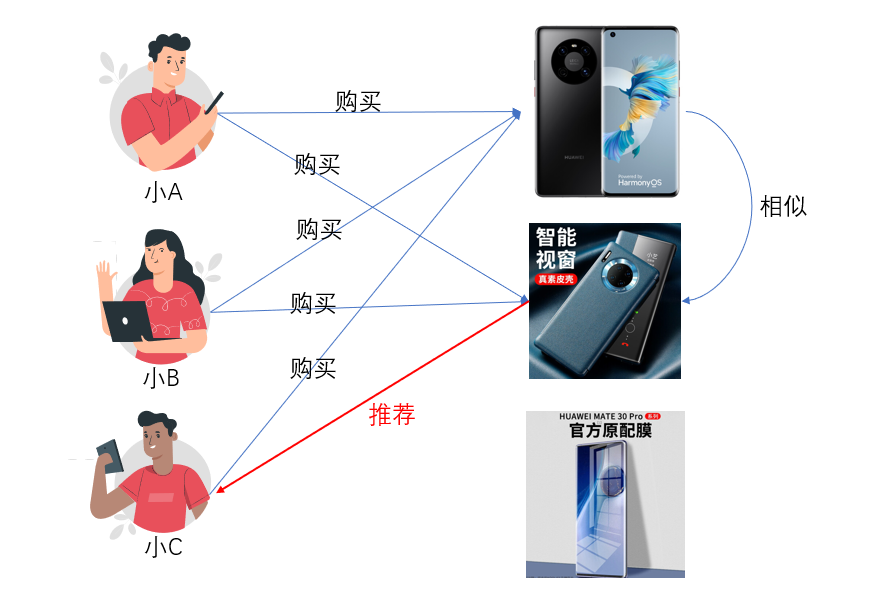 购买
HUAWEI
Powered by
HarmonyOS
小A
购买
相似
购买
智能
视窗
真素皮壳
小艺
购买
小B
购买
推荐
HUAWEI MATE 30 Pro 系列
官方原配膜
小C